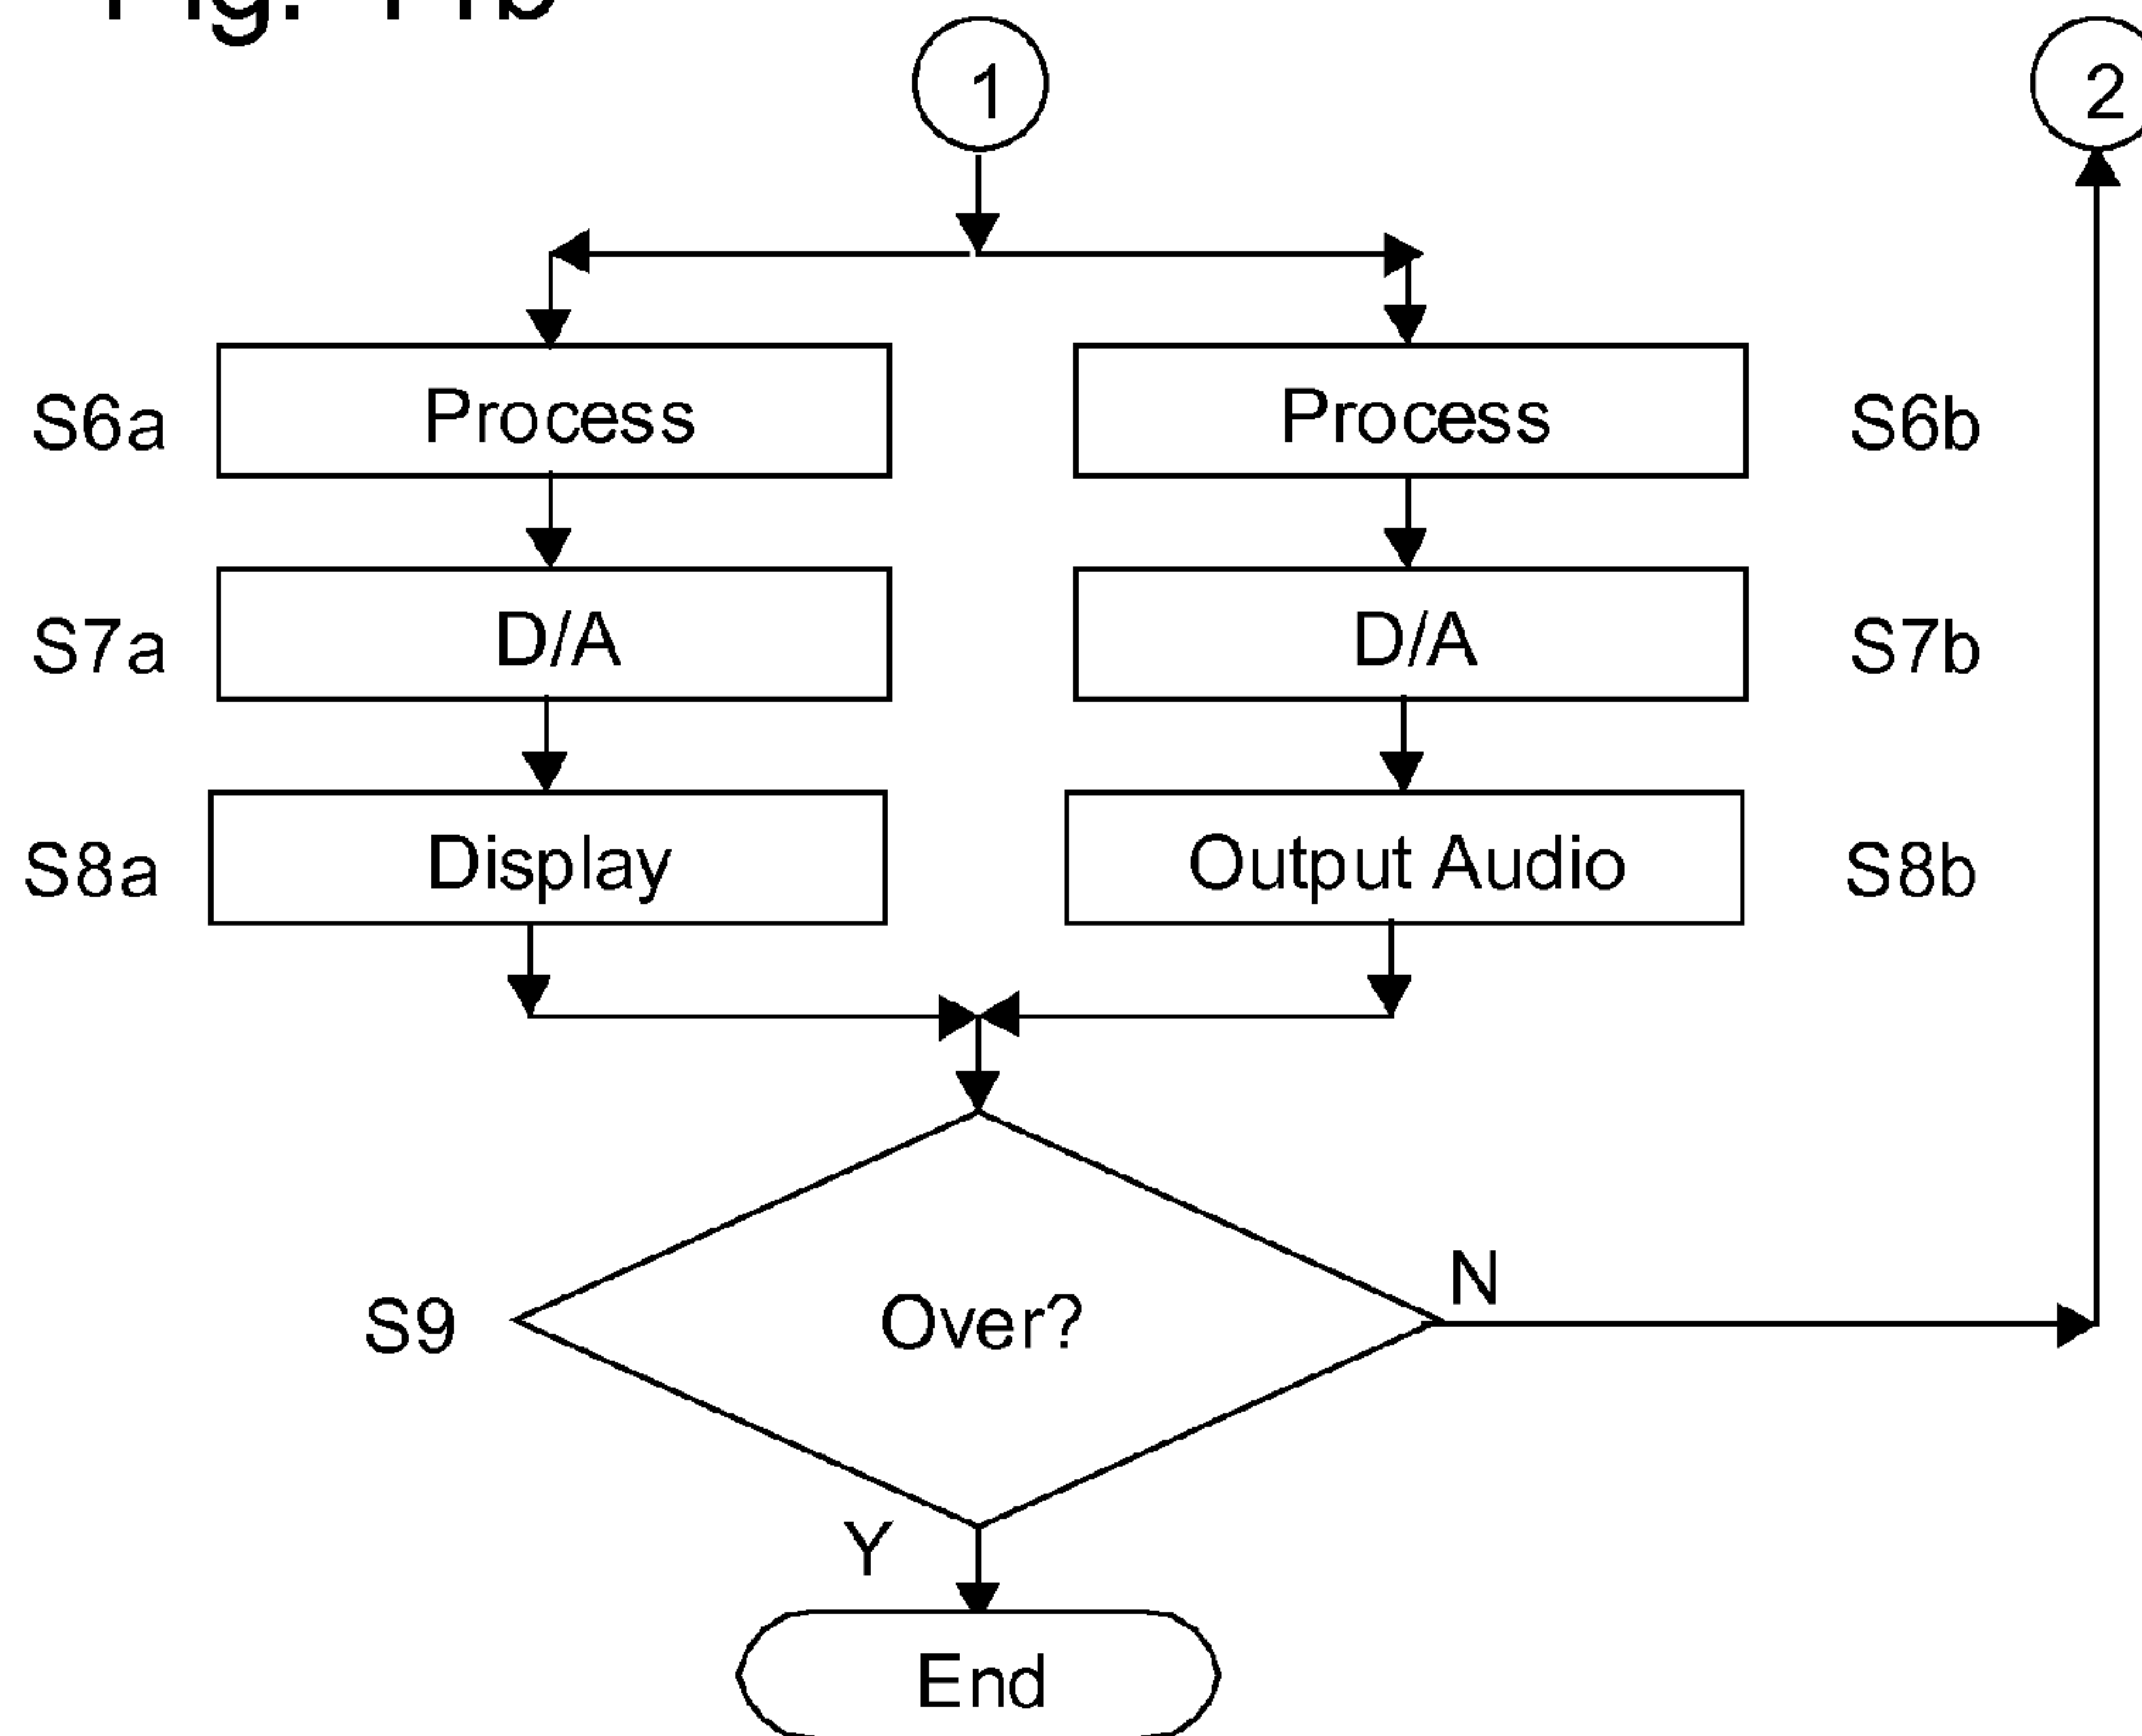 1
2
Process
Process
S6a
S6b
D/A
D/A
S7a
S7b
Display
Output Audio
S8a
S8b
N
Over?
S9
Y
End